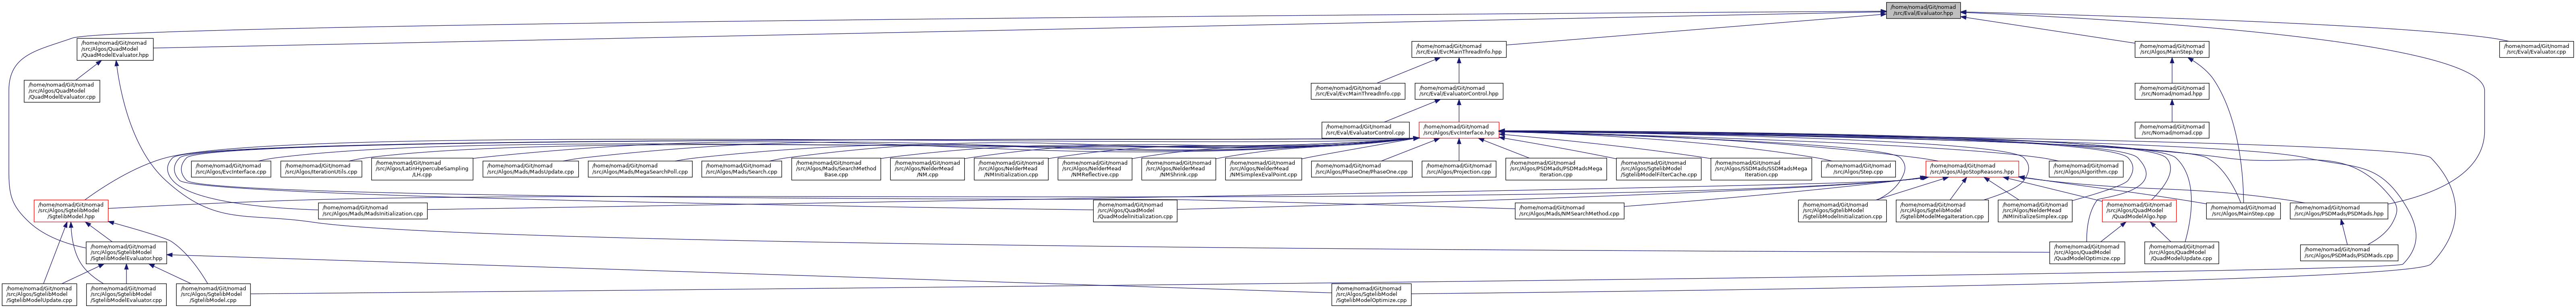 /home/nomad/Git/nomad
/src/Eval/Evaluator.hpp
/home/nomad/Git/nomad
/src/Algos/QuadModel
/QuadModelEvaluator.hpp
/home/nomad/Git/nomad
/src/Eval/EvcMainThreadInfo.hpp
/home/nomad/Git/nomad
/src/Algos/MainStep.hpp
/home/nomad/Git/nomad
/src/Eval/Evaluator.cpp
/home/nomad/Git/nomad
/src/Algos/QuadModel
/QuadModelEvaluator.cpp
/home/nomad/Git/nomad
/src/Eval/EvcMainThreadInfo.cpp
/home/nomad/Git/nomad
/src/Eval/EvaluatorControl.hpp
/home/nomad/Git/nomad
/src/Nomad/nomad.hpp
/home/nomad/Git/nomad
/src/Eval/EvaluatorControl.cpp
/home/nomad/Git/nomad
/src/Algos/EvcInterface.hpp
/home/nomad/Git/nomad
/src/Nomad/nomad.cpp
/home/nomad/Git/nomad
/src/Algos/EvcInterface.cpp
/home/nomad/Git/nomad
/src/Algos/IterationUtils.cpp
/home/nomad/Git/nomad
/src/Algos/LatinHypercubeSampling
/LH.cpp
/home/nomad/Git/nomad
/src/Algos/Mads/MadsUpdate.cpp
/home/nomad/Git/nomad
/src/Algos/Mads/MegaSearchPoll.cpp
/home/nomad/Git/nomad
/src/Algos/Mads/Search.cpp
/home/nomad/Git/nomad
/src/Algos/Mads/SearchMethod
Base.cpp
/home/nomad/Git/nomad
/src/Algos/NelderMead
/NM.cpp
/home/nomad/Git/nomad
/src/Algos/NelderMead
/NMInitialization.cpp
/home/nomad/Git/nomad
/src/Algos/NelderMead
/NMReflective.cpp
/home/nomad/Git/nomad
/src/Algos/NelderMead
/NMShrink.cpp
/home/nomad/Git/nomad
/src/Algos/NelderMead
/NMSimplexEvalPoint.cpp
/home/nomad/Git/nomad
/src/Algos/PhaseOne/PhaseOne.cpp
/home/nomad/Git/nomad
/src/Algos/Projection.cpp
/home/nomad/Git/nomad
/src/Algos/PSDMads/PSDMadsMega
Iteration.cpp
/home/nomad/Git/nomad
/src/Algos/SgtelibModel
/SgtelibModelFilterCache.cpp
/home/nomad/Git/nomad
/src/Algos/SSDMads/SSDMadsMega
Iteration.cpp
/home/nomad/Git/nomad
/src/Algos/Step.cpp
/home/nomad/Git/nomad
/src/Algos/AlgoStopReasons.hpp
/home/nomad/Git/nomad
/src/Algos/Algorithm.cpp
/home/nomad/Git/nomad
/src/Algos/SgtelibModel
/SgtelibModel.hpp
/home/nomad/Git/nomad
/src/Algos/Mads/MadsInitialization.cpp
/home/nomad/Git/nomad
/src/Algos/QuadModel
/QuadModelInitialization.cpp
/home/nomad/Git/nomad
/src/Algos/Mads/NMSearchMethod.cpp
/home/nomad/Git/nomad
/src/Algos/SgtelibModel
/SgtelibModelInitialization.cpp
/home/nomad/Git/nomad
/src/Algos/SgtelibModel
/SgtelibModelMegaIteration.cpp
/home/nomad/Git/nomad
/src/Algos/NelderMead
/NMInitializeSimplex.cpp
/home/nomad/Git/nomad
/src/Algos/QuadModel
/QuadModelAlgo.hpp
/home/nomad/Git/nomad
/src/Algos/MainStep.cpp
/home/nomad/Git/nomad
/src/Algos/PSDMads/PSDMads.hpp
/home/nomad/Git/nomad
/src/Algos/SgtelibModel
/SgtelibModelEvaluator.hpp
/home/nomad/Git/nomad
/src/Algos/QuadModel
/QuadModelOptimize.cpp
/home/nomad/Git/nomad
/src/Algos/QuadModel
/QuadModelUpdate.cpp
/home/nomad/Git/nomad
/src/Algos/PSDMads/PSDMads.cpp
/home/nomad/Git/nomad
/src/Algos/SgtelibModel
/SgtelibModelUpdate.cpp
/home/nomad/Git/nomad
/src/Algos/SgtelibModel
/SgtelibModelEvaluator.cpp
/home/nomad/Git/nomad
/src/Algos/SgtelibModel
/SgtelibModel.cpp
/home/nomad/Git/nomad
/src/Algos/SgtelibModel
/SgtelibModelOptimize.cpp